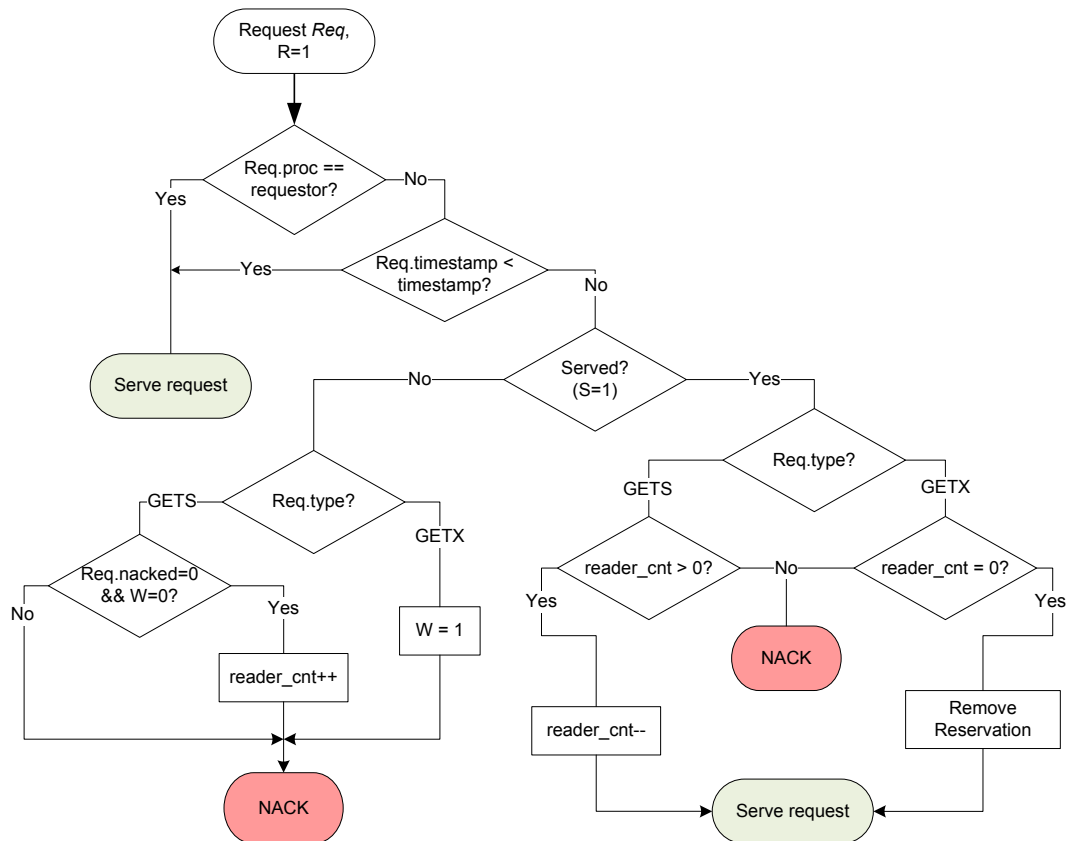 Request Req,
R=1
Req.proc ==
requestor?
No
Yes
Req.timestamp <
timestamp?
Yes
No
Serve request
Served?
(S=1)
No
Yes
Req.type?
GETS
GETX
Req.type?
GETS
GETX
Req.nacked=0
&& W=0?
No
Yes
reader_cnt > 0?
No
reader_cnt = 0?
Yes
Yes
W = 1
NACK
reader_cnt++
reader_cnt--
Remove
Reservation
NACK
Serve request